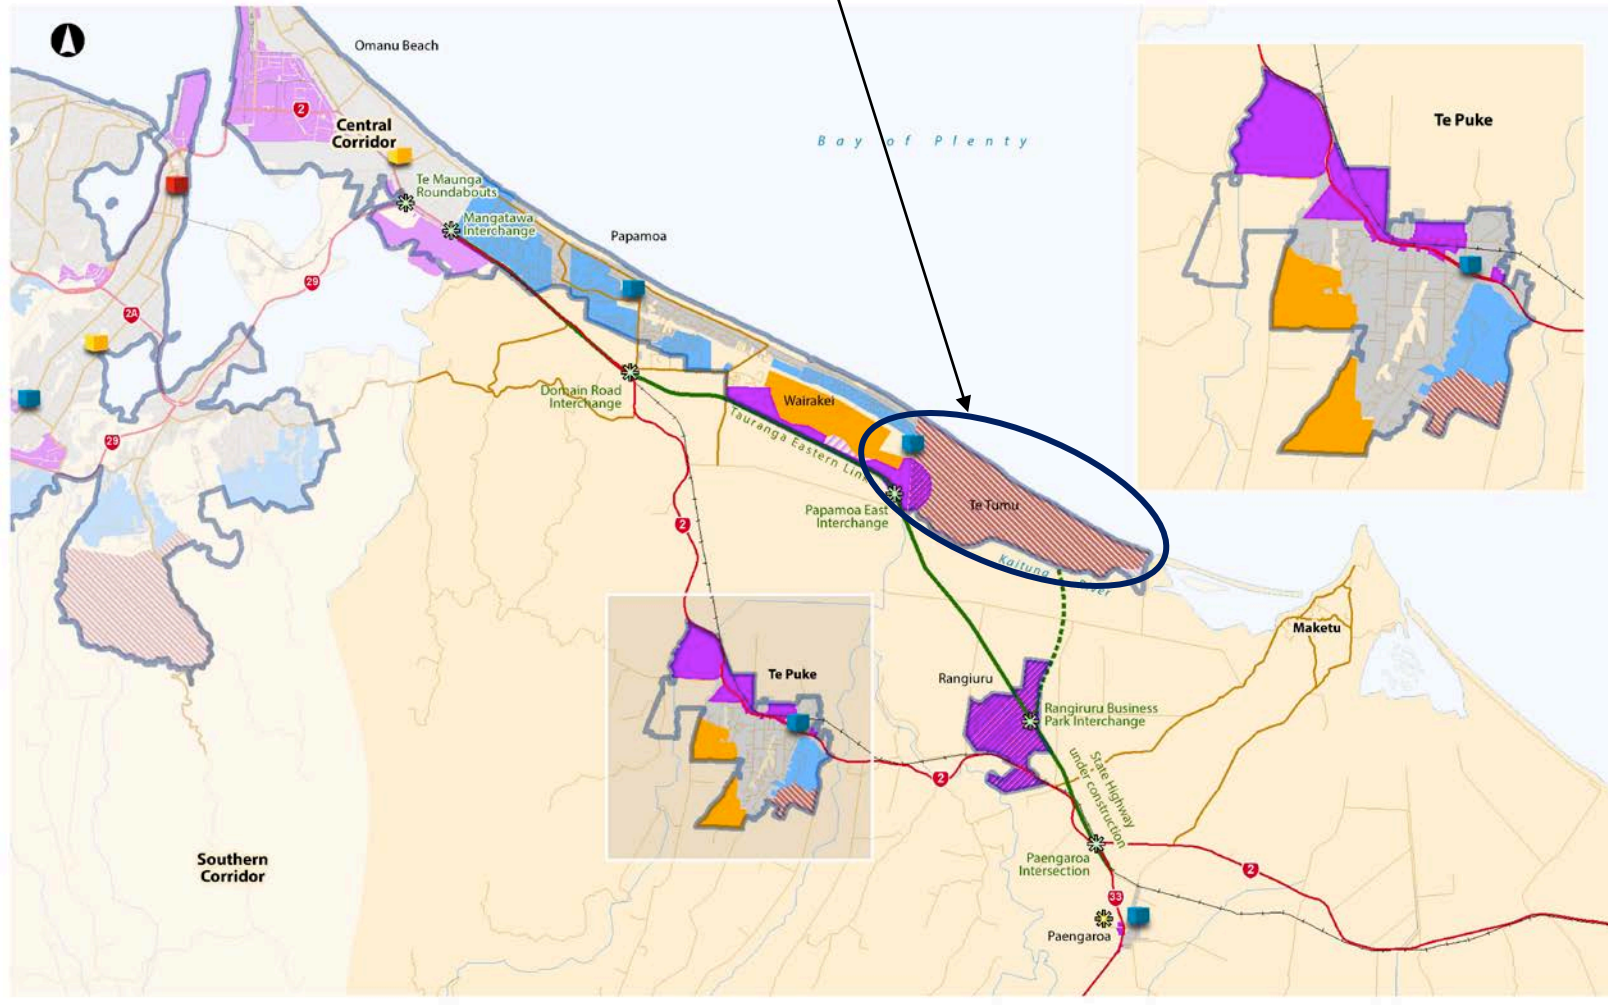 Omanu Beach
2
Central
Corridor
Te Maunga
Roundabouts
Mangatawa
Interchange
Papamoa
Bay of Plenty
Te Puke
29
2A
29
Domain Road
Interchange
Wairakei
Tauranga Eastern Link
Papamoa East
Interchange
Te Tumu
Kaituna River
2
Te Puke
Maketu
Rangiuru
Rangiruru Business
Park Interchange
State Highway
under construction
2
Paengaroa
Intersection
2
33
Paengaroa
Southern
Corridor